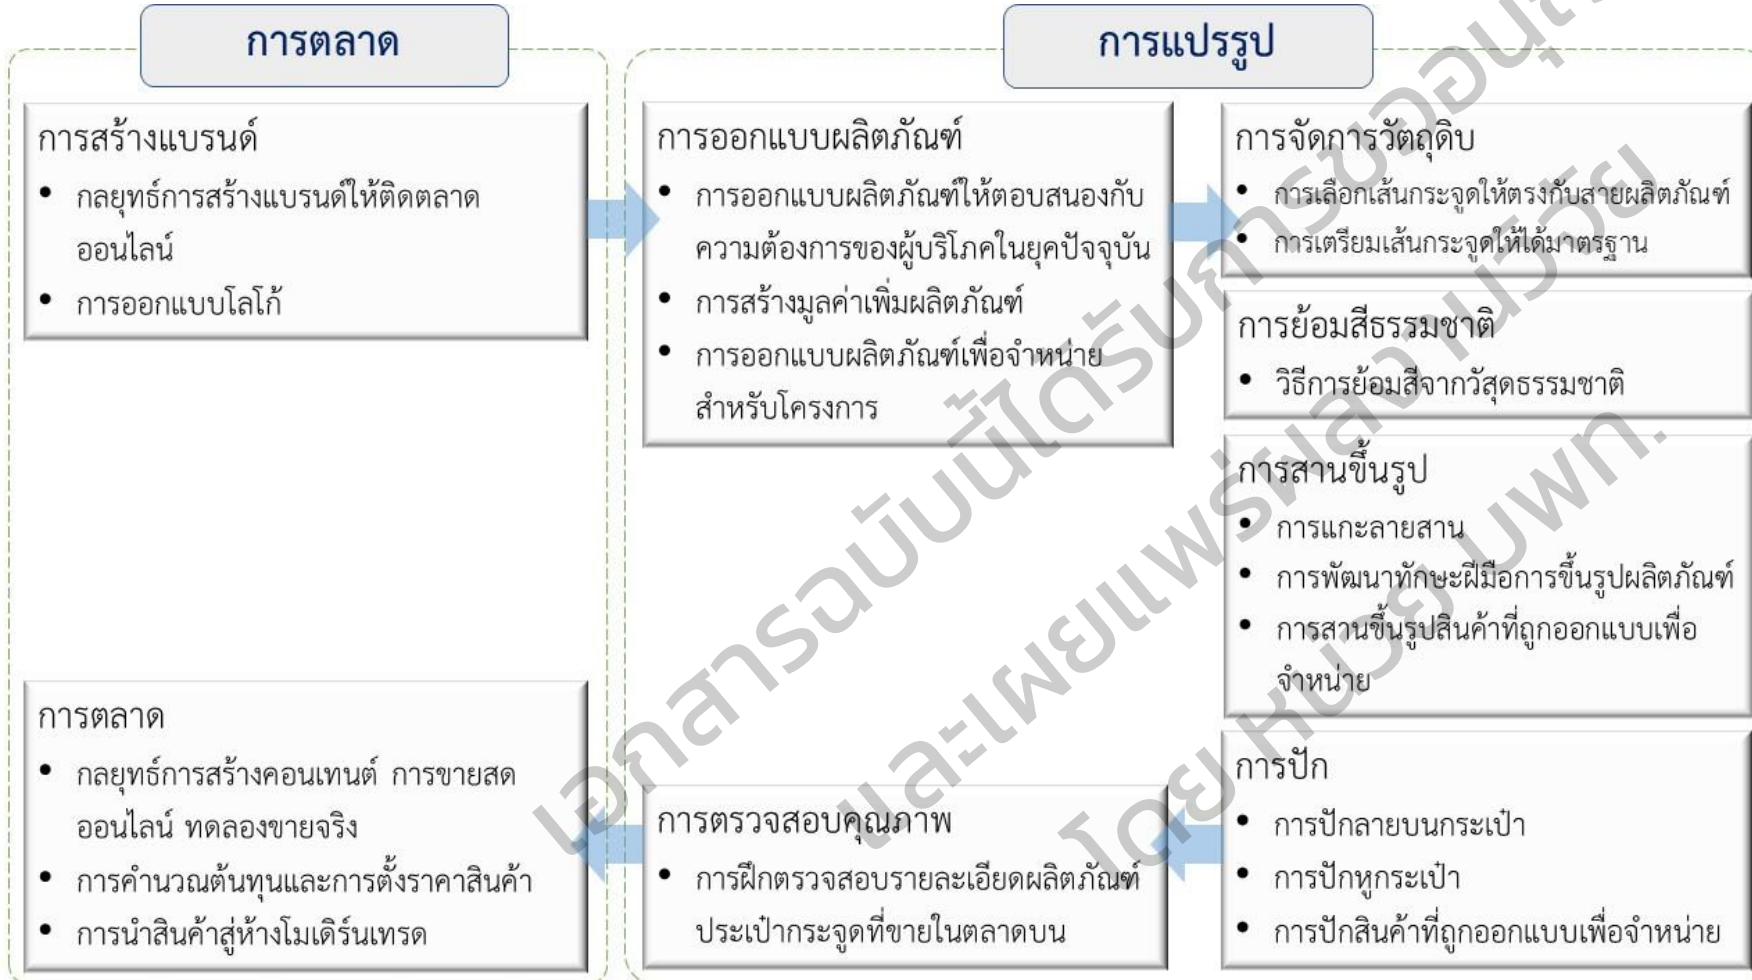 การตลาด
การสร้างแบรนด์
• กลยุทธ์การสร้างแบรนด์ให้ติดตลาด
ออนไลน์
• การออกแบบโลโก้
การตลาด
• กลยุทธ์การสร้างคอนเทนต์ การขายสด
ออนไลน์ ทดลองขายจริง
• การคำนวณต้นทุนและการตั้งราคาสินค้า
• การนำสินค้าสู่ห้างโมเดิร์นเทรด
การแปรรูป
การออกแบบผลิตภัณฑ์
• การออกแบบผลิตภัณฑ์ให้ตอบสนองกับ
ความต้องการของผู้บริโภคในยุคปัจจุบัน
• การสร้างมูลค่าเพิ่มผลิตภัณฑ์
• การออกแบบผลิตภัณฑ์เพื่อจำหน่าย
สำหรับโครงการ
การจัดการวัตถุดิบ
• การเลือกเส้นกระจูดให้ตรงกับสายผลิตภัณฑ์
• การเตรียมเส้นกระจูดให้ได้มาตรฐาน
การย้อมสีธรรมชาติ
• วิธีการย้อมสีจากวัสุดธรรมชาติ
การสานขึ้นรูป
• การแกะลายสาน
• การพัฒนาทักษะฝีมือการขึ้นรูปผลิตภัณฑ์
• การสานขึ้นรูปสินค้าที่ถูกออกแบบเพื่อ
จำหน่าย
การปัก
• การปักลายบนกระเป๋า
• การปักหูกระเป๋า
• การปักสินค้าที่ถูกออกแบบเพื่อจำหน่าย
การตรวจสอบคุณภาพ
• การฝึกตรวจสอบรายละเอียดผลิตภัณฑ์
ประเป๋ากระจูดที่ขายในตลาดบน
เอกสารฉบับนี้ได้รับการขออนุ
และเผยแพร่ผลงานวิจัย
โดย หน่วย บพท.